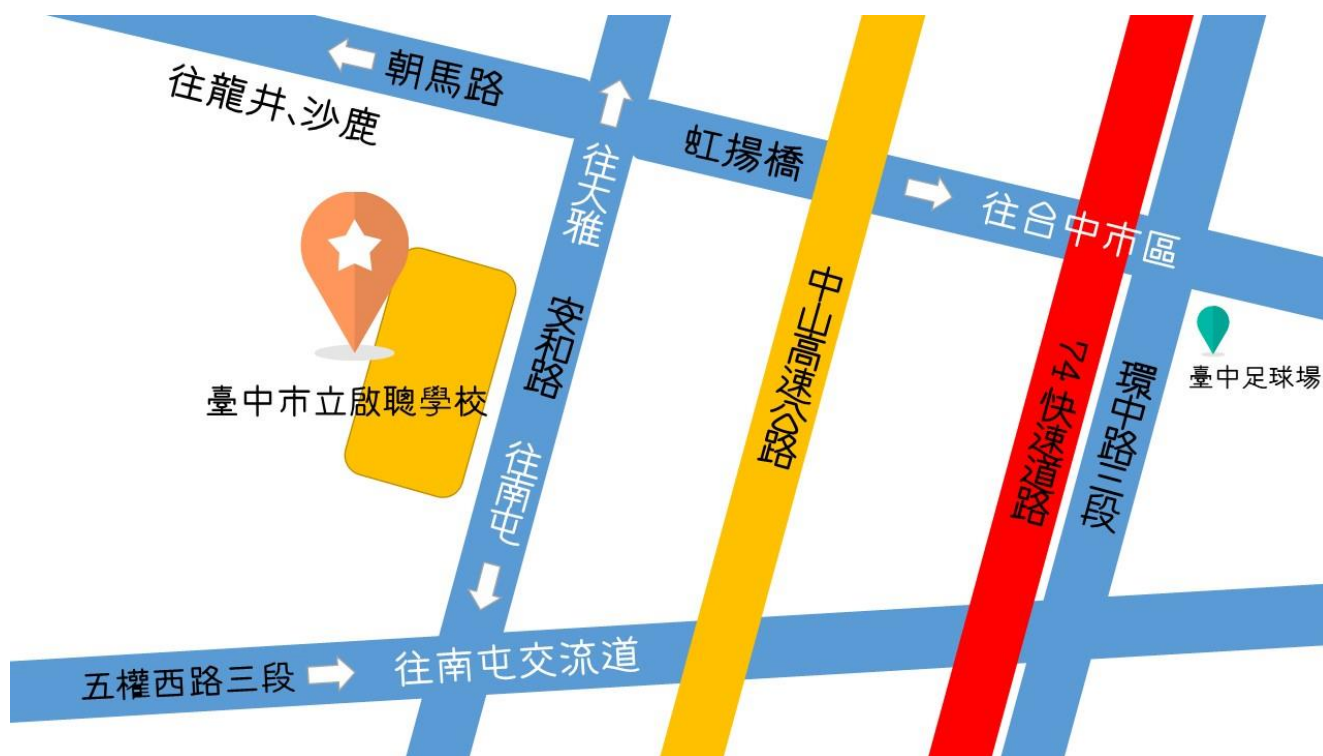 朝馬路
往龍井、沙鹿
虹揚橋
往大雅
往台中市區
安和路
中山高速公路
74快速道路
環中路三段
臺中足球場
臺中市立啟聰學校
往南屯
五權西路三段
往南屯交流道